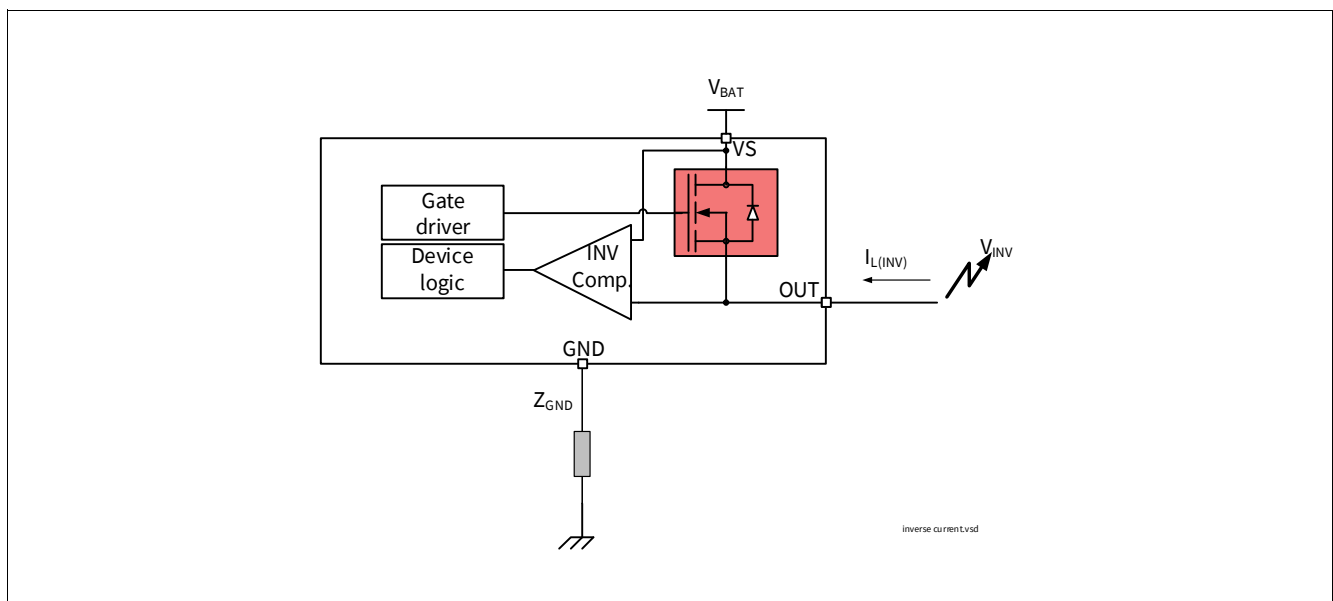 VBAT
VS
Gate
driver
Device
logic
INV
Comp.
IL(INV)
VINV
OUT
GND
ZGND
inverse current.vsd